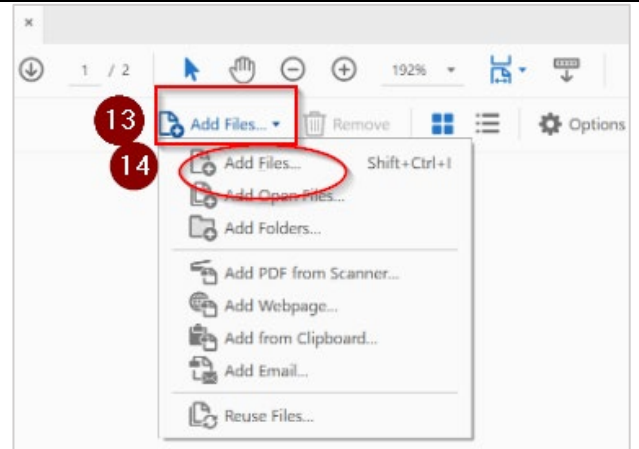 ×
1 / 2 192%
13 Add Files... Remove Options
14 Add Files... Shift+Ctrl+I
Add Open Files...
Add Folders...
Add PDF from Scanner...
Add Webpage...
Add from Clipboard...
Add Email...
Reuse Files...